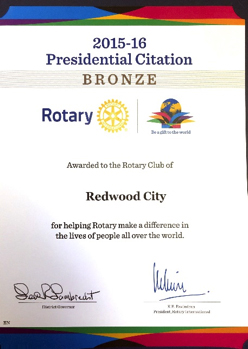 2015-16
Presidential Citation
BRONZE
Rotary
Be a gift to the world
Awarded to the Rotary Club of
Redwood City
for helping Rotary make a difference in
the lives of people all over the world.
District Governor
President, Rotary International
EN